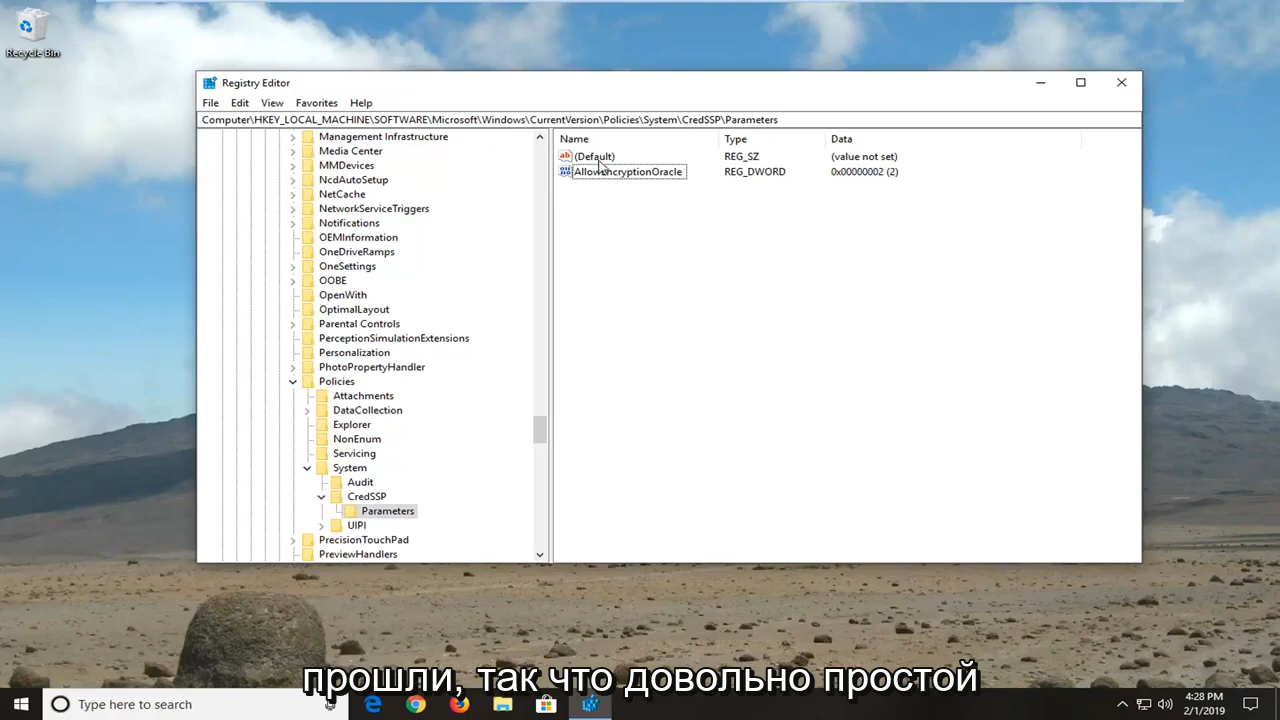 Recycle Bin
Registry Editor
File Edit View Favorites Help
Computer\HKEY_LOCAL_MACHINE\SOFTWARE\Microsoft\Windows\CurrentVersion\Policies\System\CredSSP\Parameters
Management Infrastructure
Media Center
MMDevices
NcdAutoSetup
NetCache
NetworkServiceTriggers
Notifications
OEMInformation
OneDriveRamps
OneSettings
OOBE
OpenWith
OptimalLayout
Parental Controls
PerceptionSimulationExtensions
Personalization
PhotoPropertyHandler
Policies
Attachments
DataCollection
Explorer
NonEnum
Servicing
System
Audit
CredSSP
Parameters
UIPI
PrecisionTouchPad
PreviewHandlers
Name Type Data
(Default) REG_SZ (value not set)
AllowEncryptionOracle REG_DWORD 0x00000002 (2)
прошли, так что довольно простой
Type here to search
4:28 PM
2/1/2019